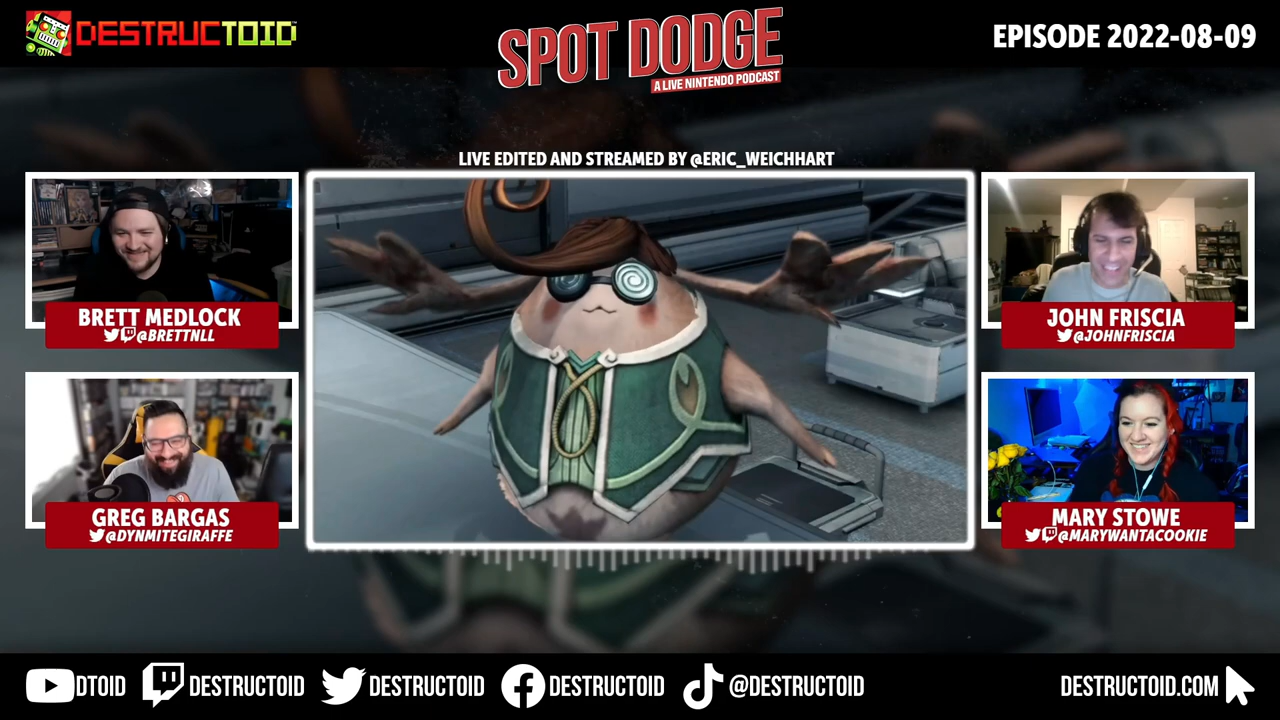 DESTRUCTOID
SPOT DODGE
A LIVE NINTENDO PODCAST
EPISODE 2022-08-09
LIVE EDITED AND STREAMED BY @ERIC_WEICHHART
BRETT MEDLOCK
@BRETTNLL
JOHN FRISCIA
@JOHNFRISCIA
GREG BARGAS
@DYNMITEGIRAFFE
MARY STOWE
@MARYWANTACOOKIE
DTOID
DESTRUCTOID
DESTRUCTOID
DESTRUCTOID
@DESTRUCTOID
DESTRUCTOID.COM